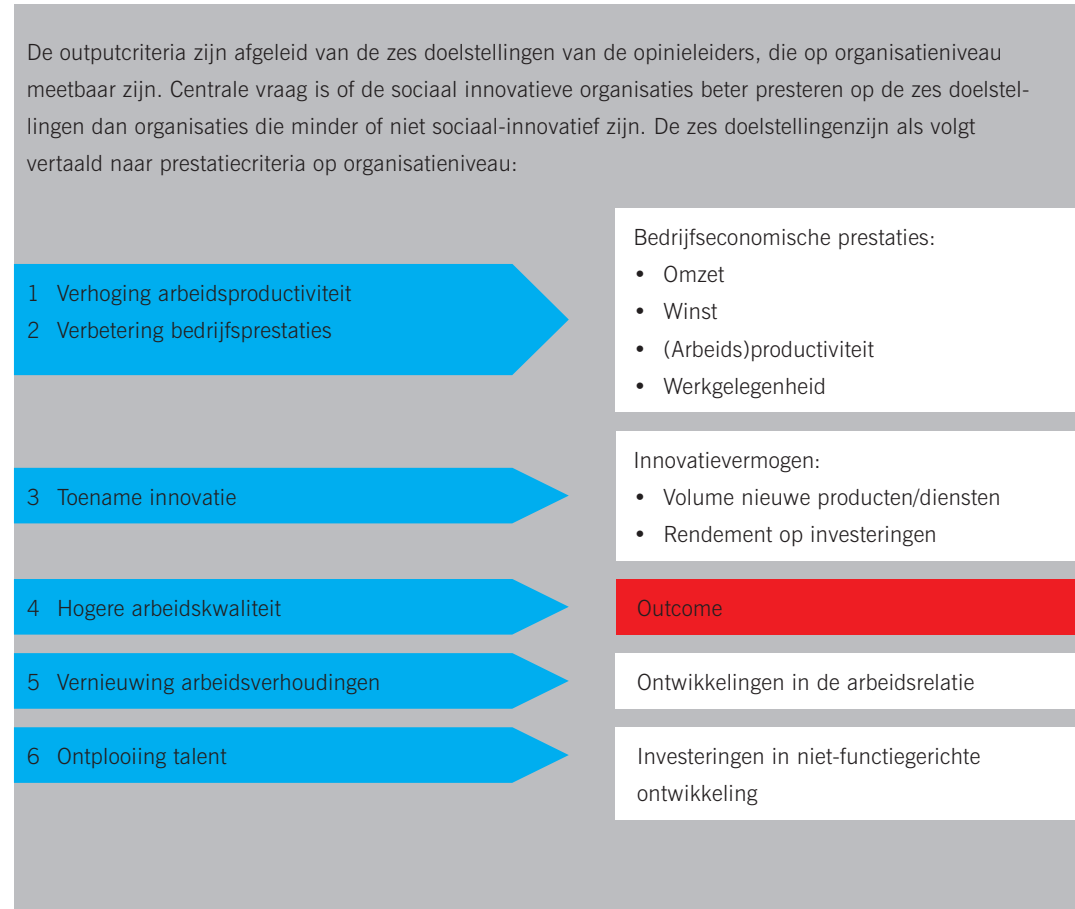 De outputcriteria zijn afgeleid van de zes doelstellingen van de opinieleiders, die op organisatieniveau
meetbaar zijn. Centrale vraag is of de sociaal innovatieve organisaties beter presteren op de zes doelstel-
lingen dan organisaties die minder of niet sociaal-innovatief zijn. De zes doelstellingenzijn als volgt
vertaald naar prestatiecriteria op organisatieniveau:
1 Verhoging arbeidsproductiviteit
2 Verbetering bedrijfsprestaties
Bedrijfseconomische prestaties:
• Omzet
• Winst
• (Arbeids)productiviteit
• Werkgelegenheid
3 Toename innovatie
Innovatievermogen:
• Volume nieuwe producten/diensten
• Rendement op investeringen
4 Hogere arbeidskwaliteit
Outcome
5 Vernieuwing arbeidsverhoudingen
Ontwikkelingen in de arbeidsrelatie
6 Ontplooiing talent
Investeringen in niet-functiegerichte
ontwikkeling